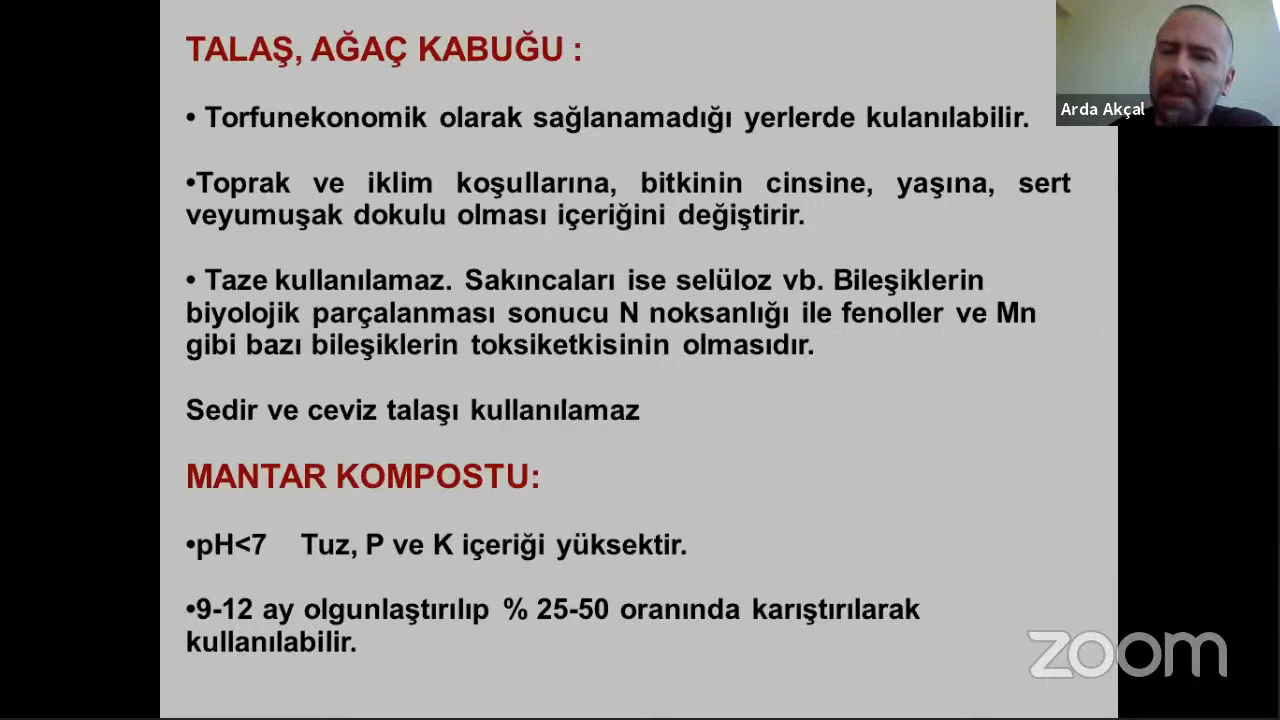 TALAŞ, AĞAÇ KABUĞU :
• Torfunekonomik olarak sağlanamadığı yerlerde kulanılabilir.
•Toprak ve iklim koşullarına, bitkinin cinsine, yaşına, sert
veyumuşak dokulu olması içeriğini değiştirir.
• Taze kullanılamaz. Sakıncaları ise selüloz vb. Bileşiklerin
biyolojik parçalanması sonucu N noksanlığı ile fenoller ve Mn
gibi bazı bileşiklerin toksiketkisinin olmasıdır.
Sedir ve ceviz talaşı kullanılamaz
MANTAR KOMPOSTU:
•pH<7 Tuz, P ve K içeriği yüksektir.
•9-12 ay olgunlaştırılıp % 25-50 oranında karıştırılarak
kullanılabilir.
Arda Akçal
zoom